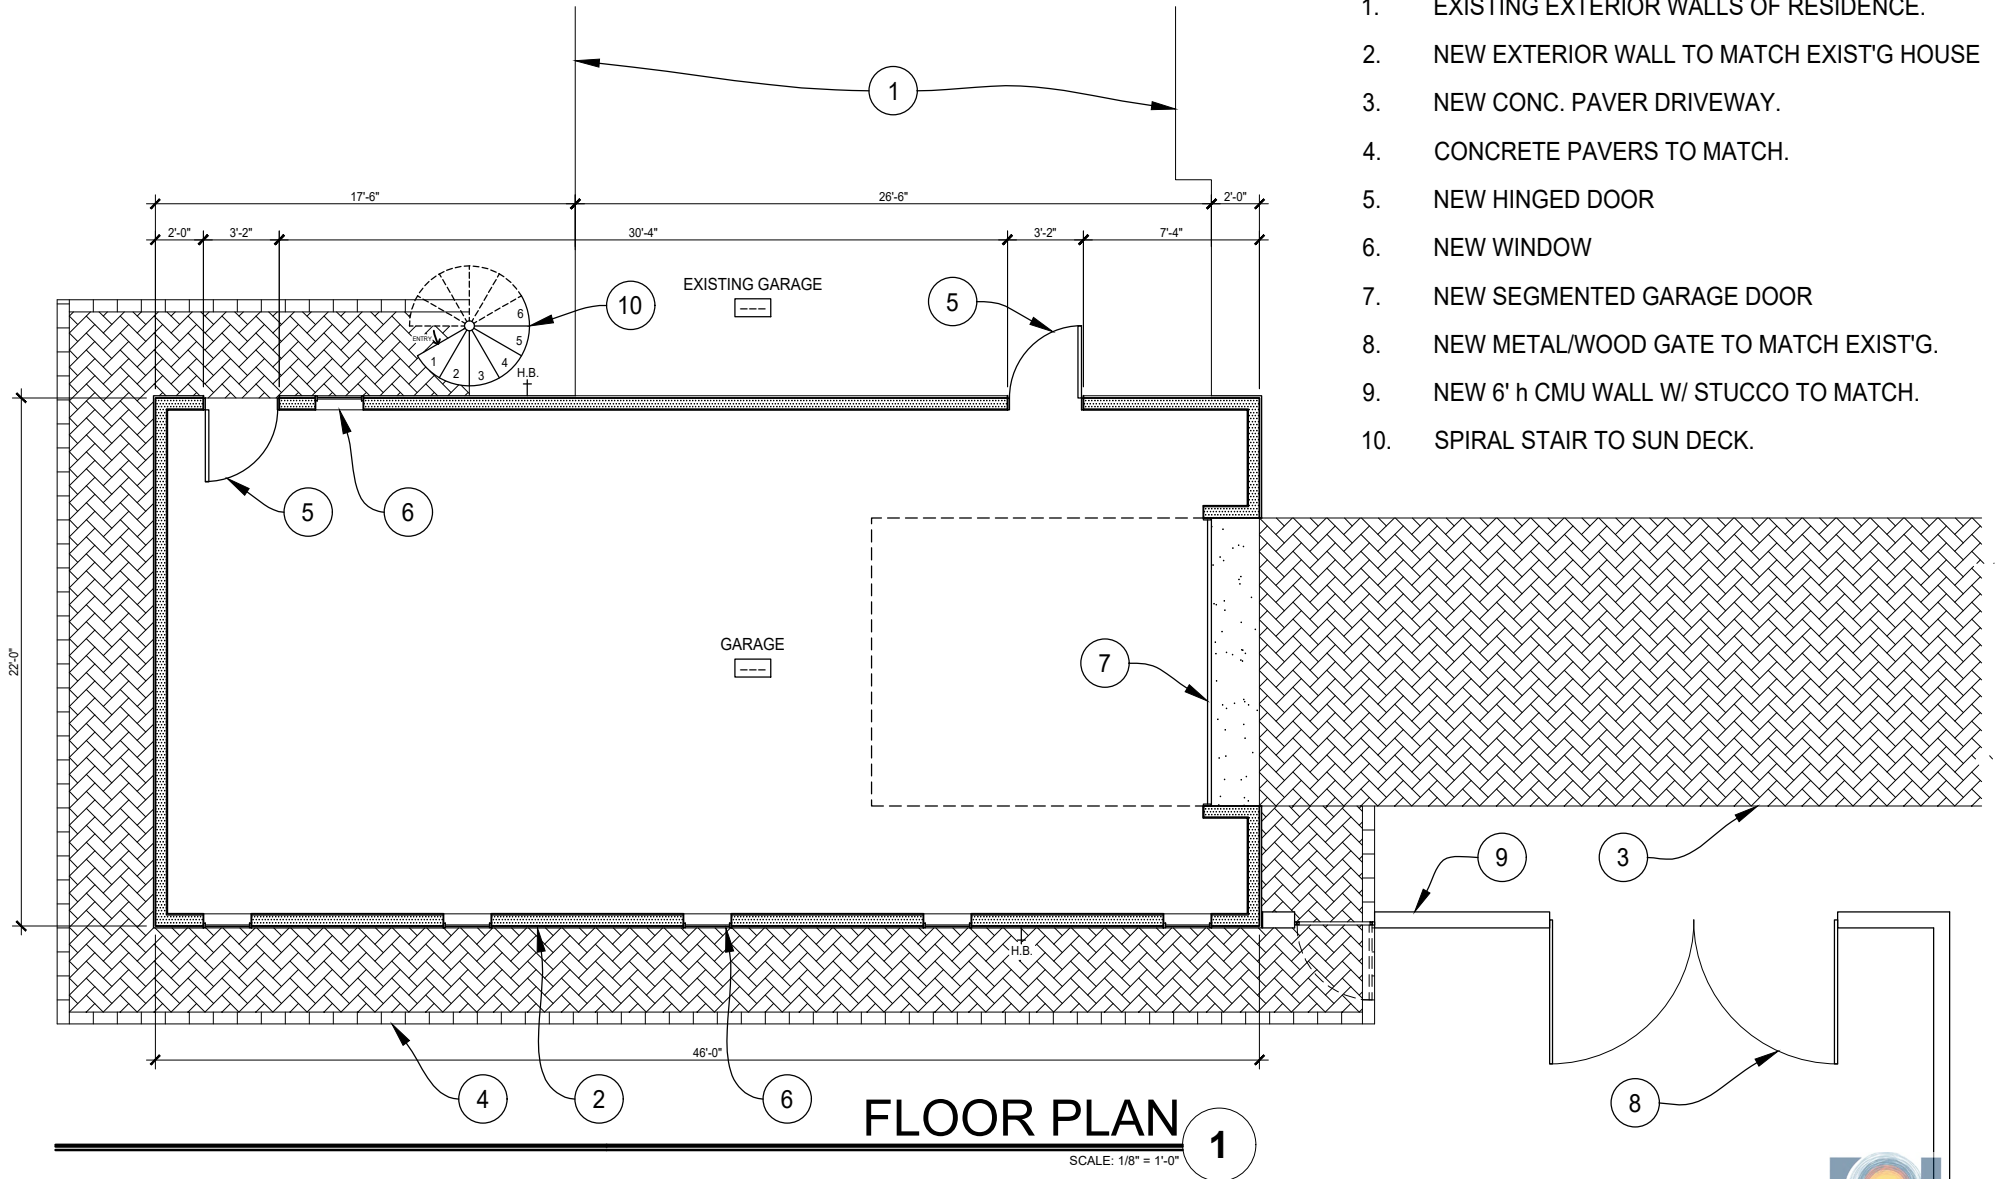 1. EXISTING EXTERIOR WALLS OF RESIDENCE.
2. NEW EXTERIOR WALL TO MATCH EXIST'G HOUSE
3. NEW CONC. PAVER DRIVEWAY.
4. CONCRETE PAVERS TO MATCH.
5. NEW HINGED DOOR
6. NEW WINDOW
7. NEW SEGMENTED GARAGE DOOR
8. NEW METAL/WOOD GATE TO MATCH EXIST'G.
9. NEW 6' h CMU WALL W/ STUCCO TO MATCH.
10. SPIRAL STAIR TO SUN DECK.
1
17'-6" 26'-6" 2'-0"
2'-0" 3'-2" 30'-4" 3'-2" 7'-4"
EXISTING GARAGE
---
10
5
ENTRY
1 2 3 4 5 6
H.B.
5
6
22'-0"
GARAGE
---
7
9
3
H.B.
46'-0"
4
2
6
8
FLOOR PLAN
1
SCALE: 1/8" = 1'-0"